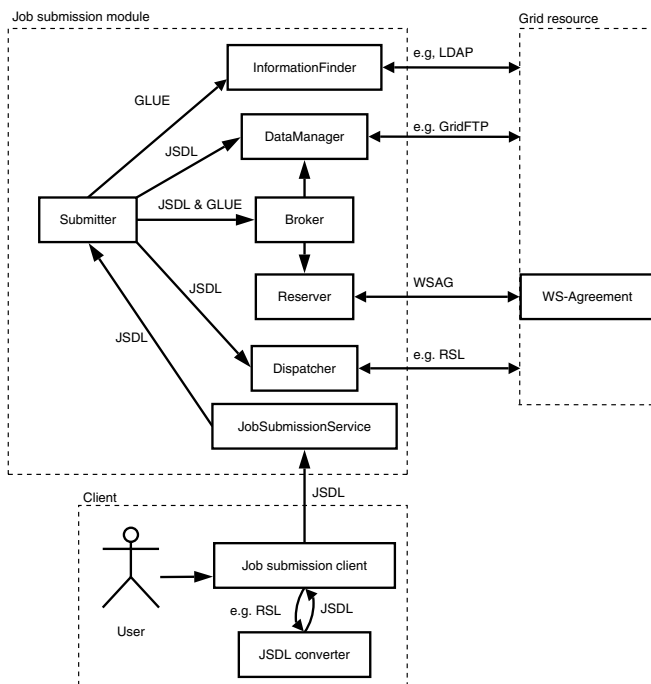 Job submission module
Grid resource
InformationFinder
e.g, LDAP
GLUE
DataManager
e.g. GridFTP
JSDL
Submitter
JSDL & GLUE
Broker
Reserver
WSAG
WS-Agreement
JSDL
JSDL
Dispatcher
e.g. RSL
JobSubmissionService
JSDL
Client
Job submission client
User
e.g. RSL
JSDL
JSDL converter